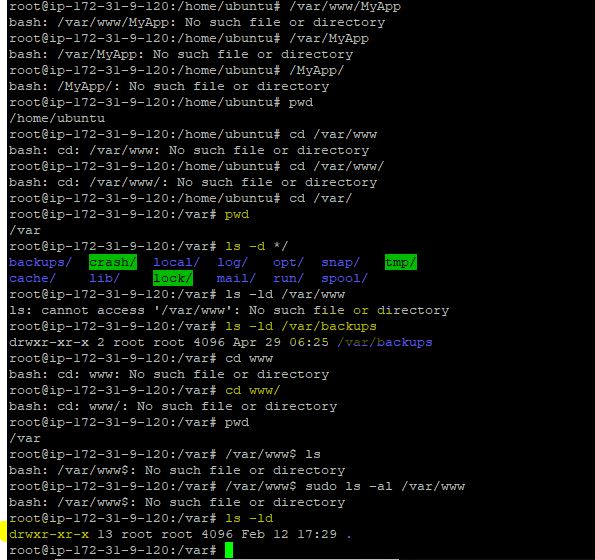 root@ip-172-31-9-120:/home/ubuntu# /var/www/MyApp
bash: /var/www/MyApp: No such file or directory
root@ip-172-31-9-120:/home/ubuntu# /var/MyApp
bash: /var/MyApp: No such file or directory
root@ip-172-31-9-120:/home/ubuntu# /MyApp/
bash: /MyApp/: No such file or directory
root@ip-172-31-9-120:/home/ubuntu# pwd
/home/ubuntu
root@ip-172-31-9-120:/home/ubuntu# cd /var/www
bash: cd: /var/www: No such file or directory
root@ip-172-31-9-120:/home/ubuntu# cd /var/www/
bash: cd: /var/www/: No such file or directory
root@ip-172-31-9-120:/home/ubuntu# cd /var/
root@ip-172-31-9-120:/var# pwd
/var
root@ip-172-31-9-120:/var# ls -d */
backups/  crash/  local/  log/   opt/  snap/   tmp/
cache/    lib/    lock/   mail/  run/  spool/
root@ip-172-31-9-120:/var# ls -ld /var/www
ls: cannot access '/var/www': No such file or directory
root@ip-172-31-9-120:/var# ls -ld /var/backups
drwxr-xr-x 2 root root 4096 Apr 29 06:25 /var/backups
root@ip-172-31-9-120:/var# cd www
bash: cd: www: No such file or directory
root@ip-172-31-9-120:/var# cd www/
bash: cd: www/: No such file or directory
root@ip-172-31-9-120:/var# pwd
/var
root@ip-172-31-9-120:/var# /var/www$ ls
bash: /var/www$: No such file or directory
root@ip-172-31-9-120:/var# /var/www$ sudo ls -al /var/www
bash: /var/www$: No such file or directory
root@ip-172-31-9-120:/var# ls -ld
drwxr-xr-x 13 root root 4096 Feb 12 17:29 .
root@ip-172-31-9-120:/var#